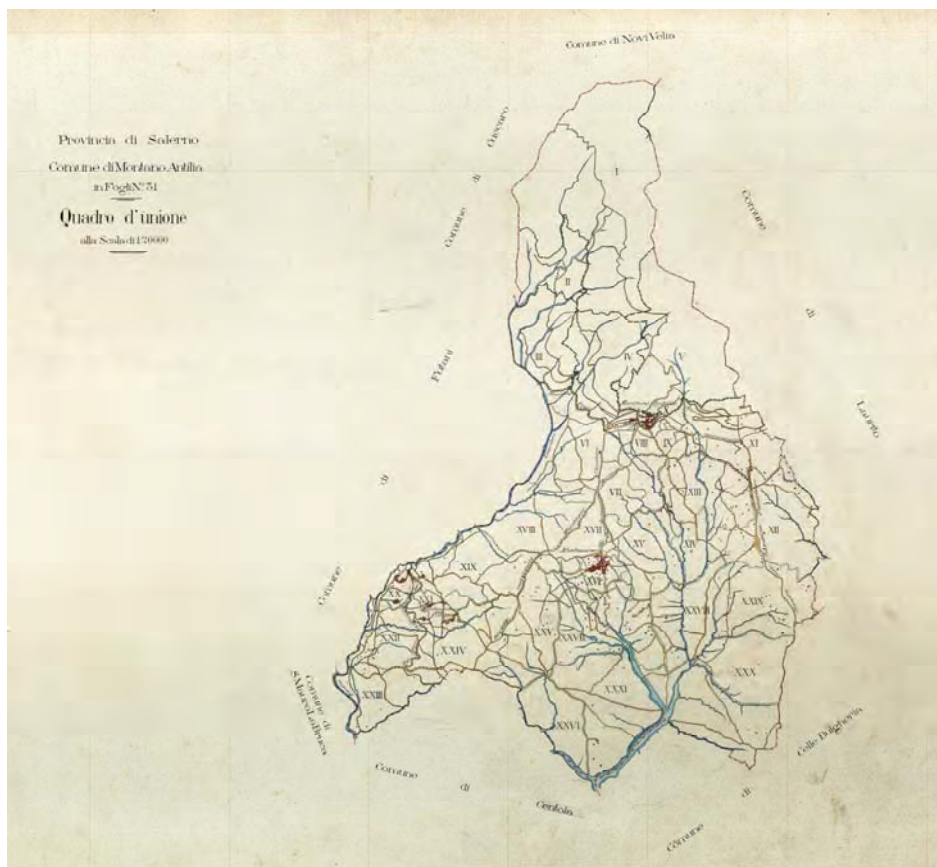 Comune di Novi Velia
Provincia di Salerno
Comune di Montano Antilia
in Fogli N.º 31
Quadro d'unione
alla Scala di 1:20000
Comune di Cuccaro
Comune di Laurito
Comune di Futani
I
II
III
IV
V
VI
VIII
IX
XI
VII
XIII
XII
XVIII
XVII
XV
XIV
XIX
XVI
XX
XXI
XXVIII
XXIX
XXII
XXIV
XXV
XXVII
XXX
XXIII
XXXI
XXVI
Comune di
S. Mauro La Bruca
Comune di Centola
Comune di Celle Bulgheria